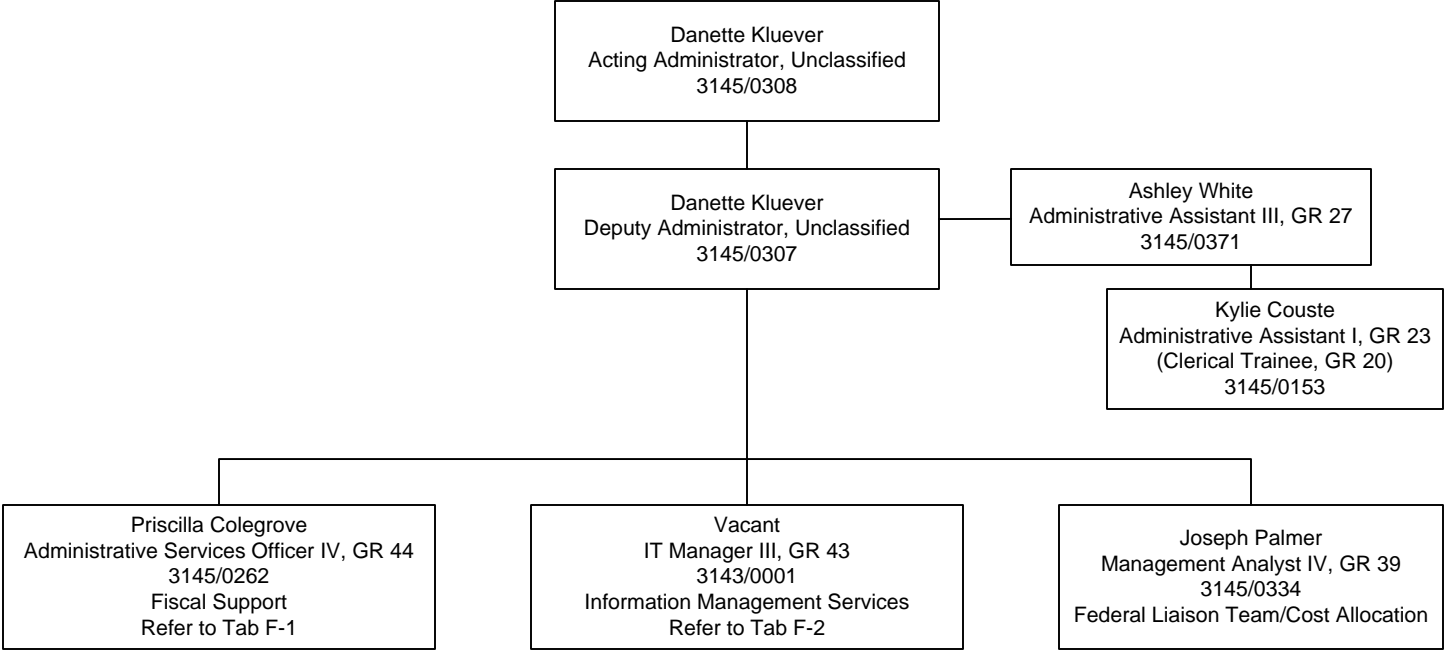 Danette Kluever
Acting Administrator, Unclassified
3145/0308
Danette Kluever
Deputy Administrator, Unclassified
3145/0307
Ashley White
Administrative Assistant III, GR 27
3145/0371
Kylie Couste
Administrative Assistant I, GR 23
(Clerical Trainee, GR 20)
3145/0153
Priscilla Colegrove
Administrative Services Officer IV, GR 44
3145/0262
Fiscal Support
Refer to Tab F-1
Vacant
IT Manager III, GR 43
3143/0001
Information Management Services
Refer to Tab F-2
Joseph Palmer
Management Analyst IV, GR 39
3145/0334
Federal Liaison Team/Cost Allocation